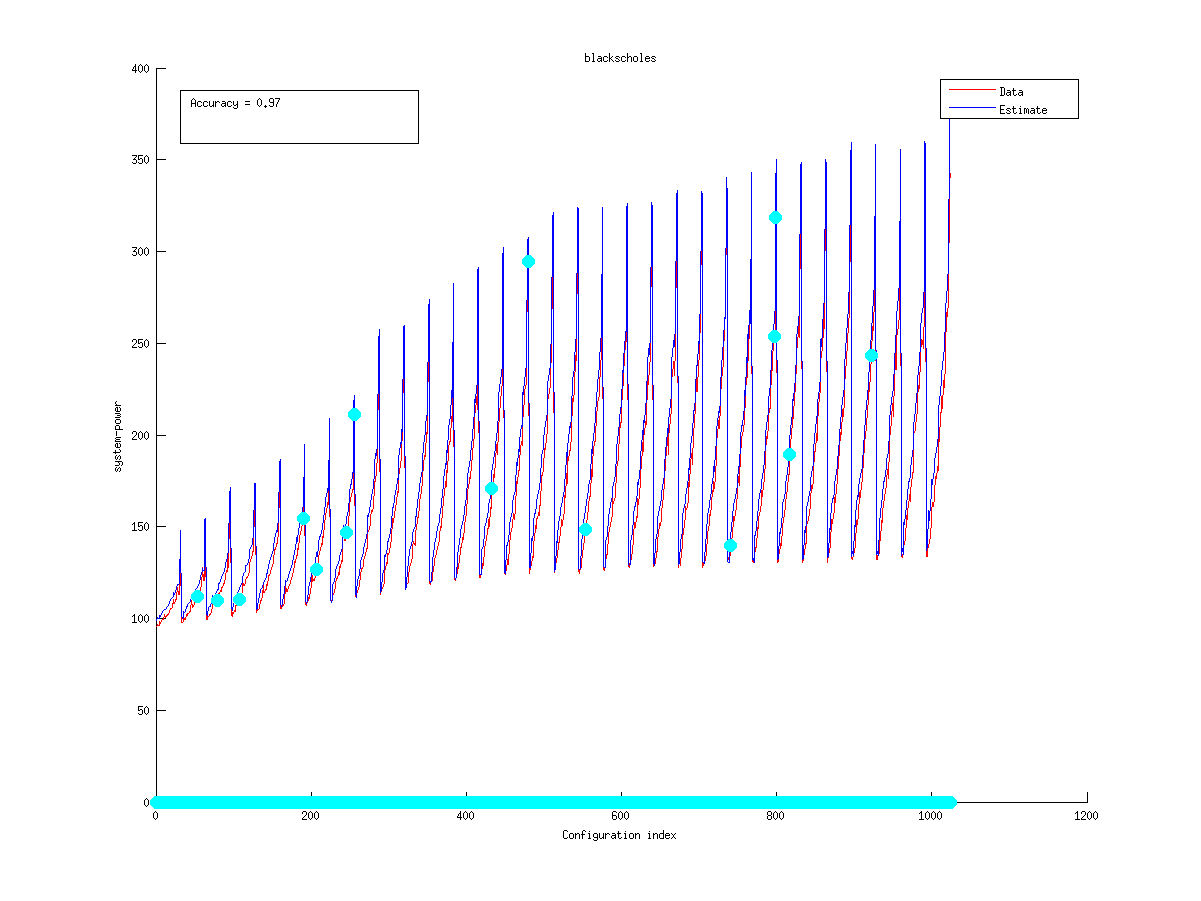 blackscholes
400
350
300
250
200
150
100
50
0
system-power
Accuracy = 0.97
Data
Estimate
0 200 400 600 800 1000 1200
Configuration index